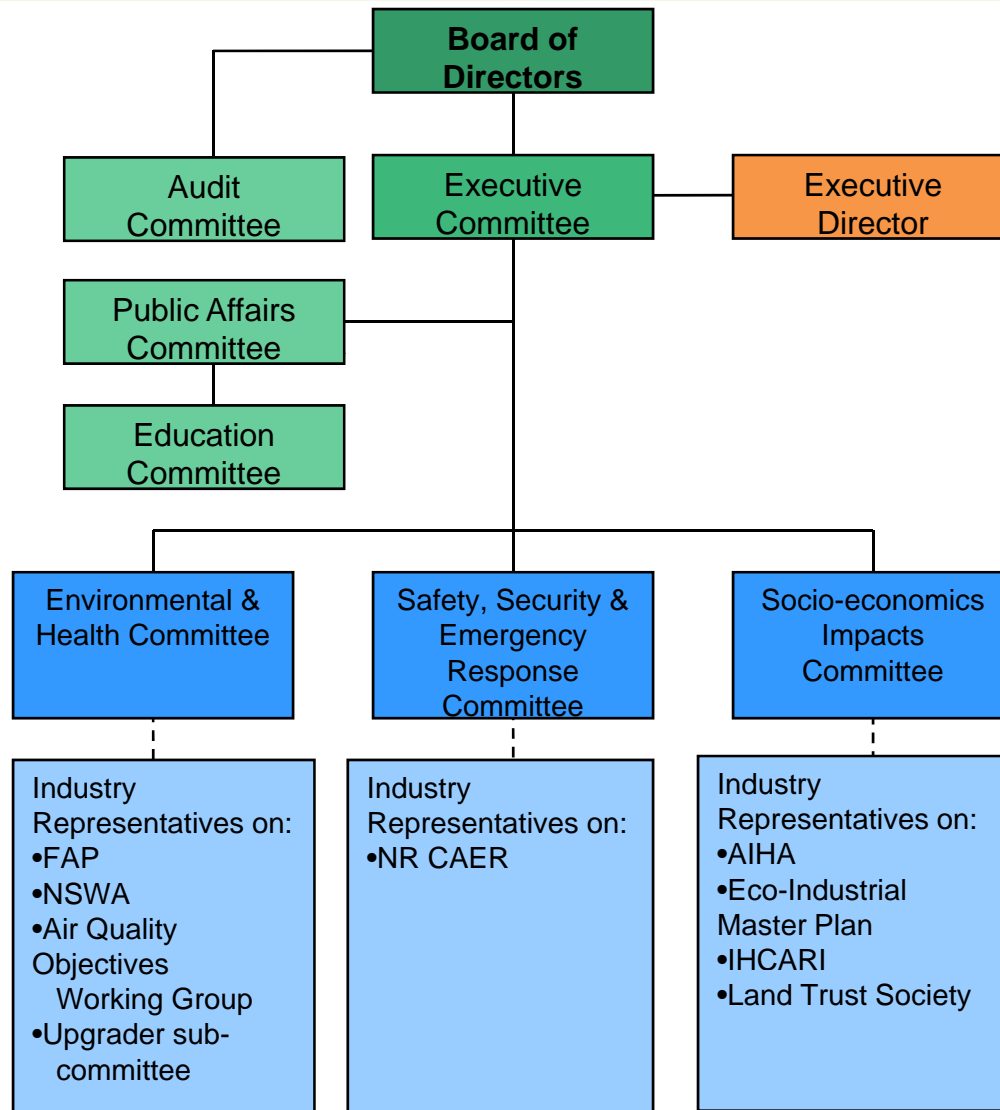 Board of
Directors
Audit
Committee
Executive
Committee
Executive
Director
Public Affairs
Committee
Education
Committee
Environmental &
Health Committee
Safety, Security &
Emergency
Response
Committee
Socio-economics
Impacts
Committee
Industry
Representatives on:
•FAP
•NSWA
•Air Quality
Objectives
Working Group
•Upgrader sub-
committee
Industry
Representatives on:
•NR CAER
Industry
Representatives on:
•AIHA
•Eco-Industrial
Master Plan
•IHCARI
•Land Trust Society